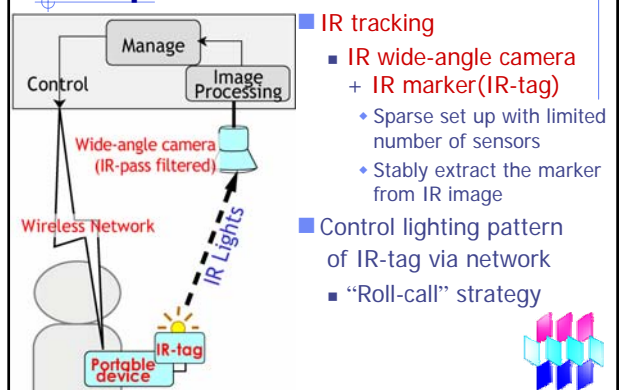 Manage
Image
Processing
Control
Wide-angle camera
(IR-pass filtered)
Wireless Network
IR Lights
IR-tag
Portable
device
IR tracking
IR wide-angle camera
+ IR marker(IR-tag)
Sparse set up with limited
number of sensors
Stably extract the marker
from IR image
Control lighting pattern
of IR-tag via network
“Roll-call” strategy